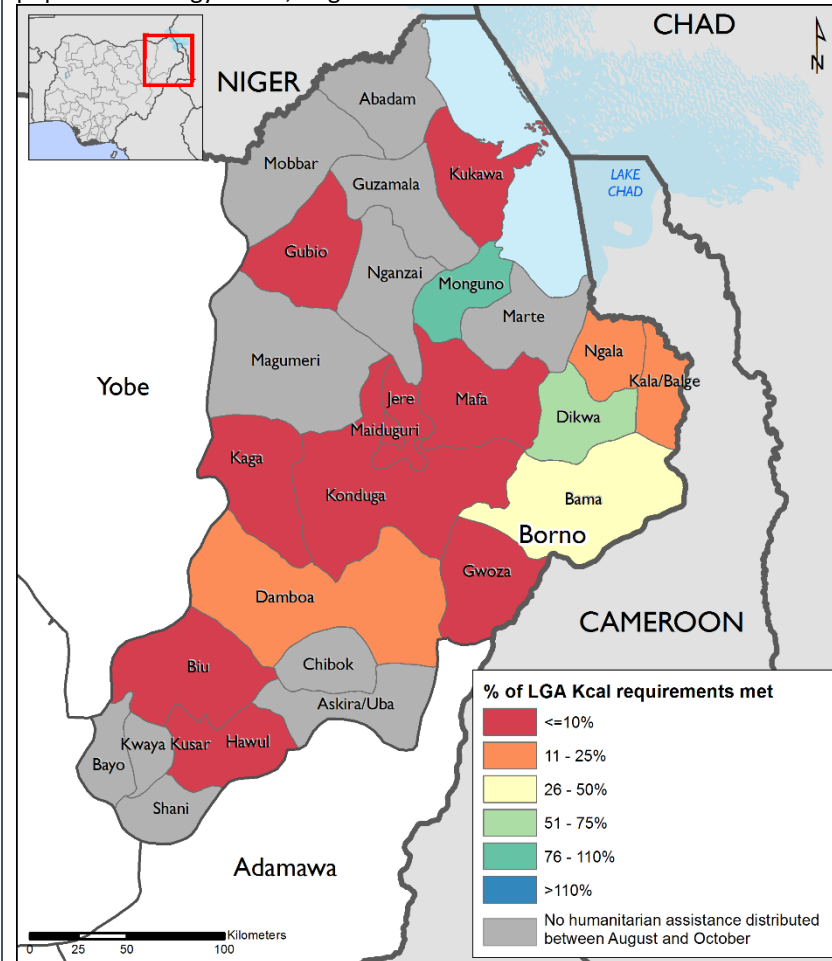 CHAD
N
NIGER
Abadam
Mobbar
Guzamala
Kukawa
LAKE
CHAD
Gubio
Nganzai
Monguno
Marte
Magumeri
Ngala
Kala/Balge
Yobe
Jere
Mafa
Dikwa
Maiduguri
Kaga
Konduga
Bama
Borno
Gwoza
Damboa
CAMEROON
Chibok
Biu
Askira/Uba
Kwaya Kusar
Hawul
Bayo
Shani
Adamawa
% of LGA Kcal requirements met
<=10%
11 - 25%
26 - 50%
51 - 75%
76 - 110%
>110%
No humanitarian assistance distributed
between August and October
Kilometers
0 25 50 100